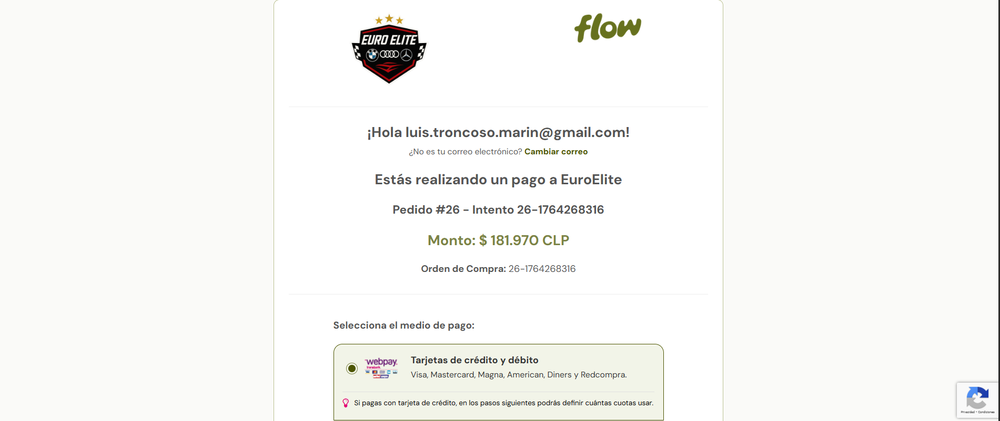 EURO ELITE
flow
¡Hola luis.troncoso.marin@gmail.com!
¿No es tu correo electrónico? Cambiar correo
Estás realizando un pago a EuroElite
Pedido #26 - Intento 26-1764268316
Monto: $ 181.970 CLP
Orden de Compra: 26-1764268316
Selecciona el medio de pago:
webpay.
transbank.
Tarjetas de crédito y débito
Visa, Mastercard, Magna, American, Diners y Redcompra.
Si pagas con tarjeta de crédito, en los pasos siguientes podrás definir cuántas cuotas usar.
Privacidad - Condiciones